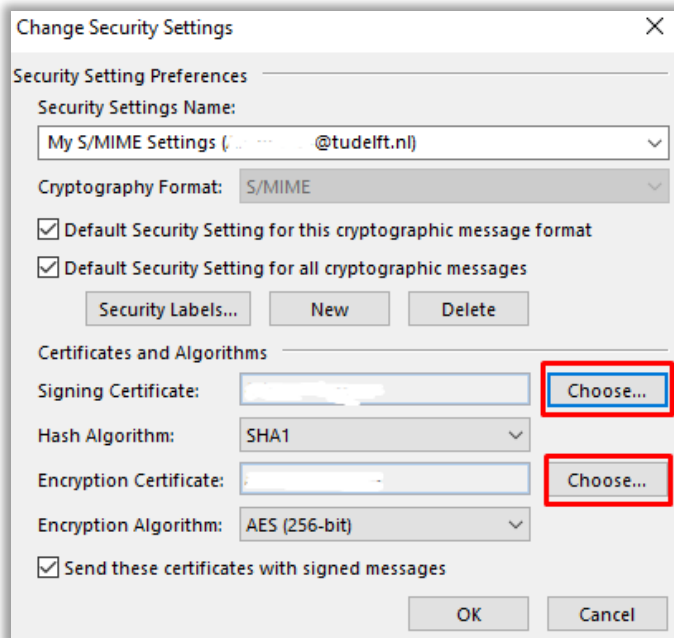 Change Security Settings
Security Setting Preferences
Security Settings Name:
My S/MIME Settings ( @tudelft.nl)
Cryptography Format: S/MIME
Default Security Setting for this cryptographic message format
Default Security Setting for all cryptographic messages
Security Labels... New Delete
Certificates and Algorithms
Signing Certificate: Choose...
Hash Algorithm: SHA1
Encryption Certificate: Choose...
Encryption Algorithm: AES (256-bit)
Send these certificates with signed messages
OK Cancel